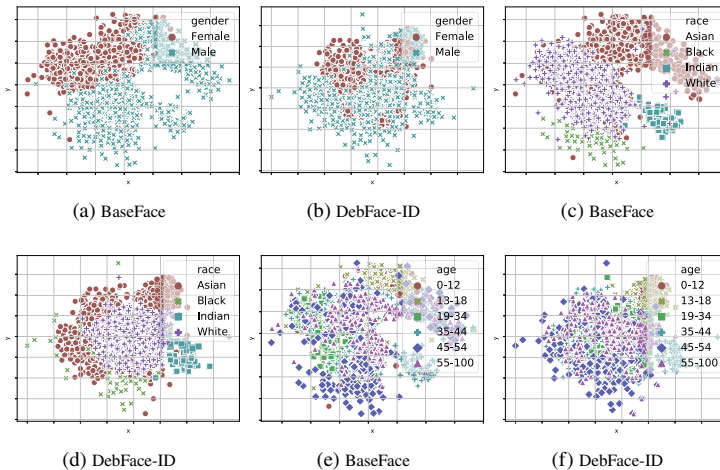 gender
Female
Male
y
x
(a) BaseFace
gender
Female
Male
y
x
(b) DebFace-ID
race
Asian
Black
Indian
White
y
x
(c) BaseFace
race
Asian
Black
Indian
White
y
x
(d) DebFace-ID
age
0-12
13-18
19-34
35-44
45-54
55-100
y
x
(e) BaseFace
age
0-12
13-18
19-34
35-44
45-54
55-100
y
x
(f) DebFace-ID